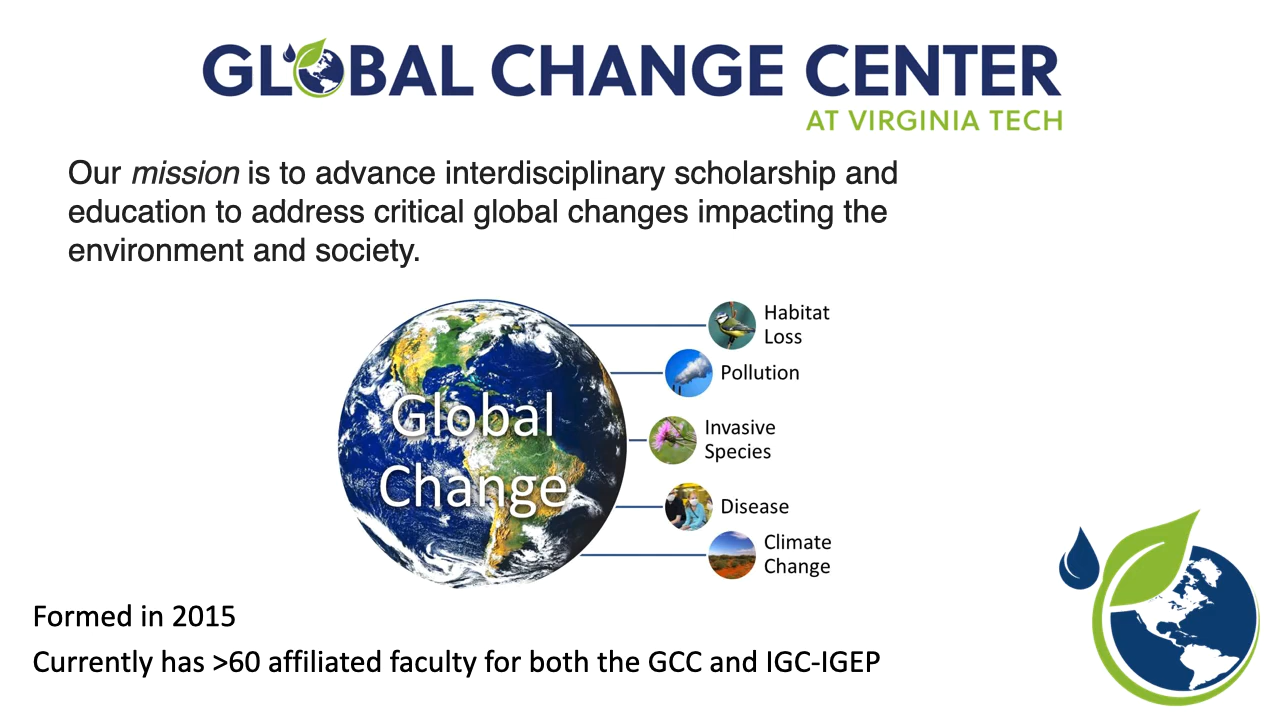 GLOBAL CHANGE CENTER
AT VIRGINIA TECH
Our mission is to advance interdisciplinary scholarship and
education to address critical global changes impacting the
environment and society.
Global
Change
Habitat
Loss
Pollution
Invasive
Species
Disease
Climate
Change
Formed in 2015
Currently has >60 affiliated faculty for both the GCC and IGC-IGEP